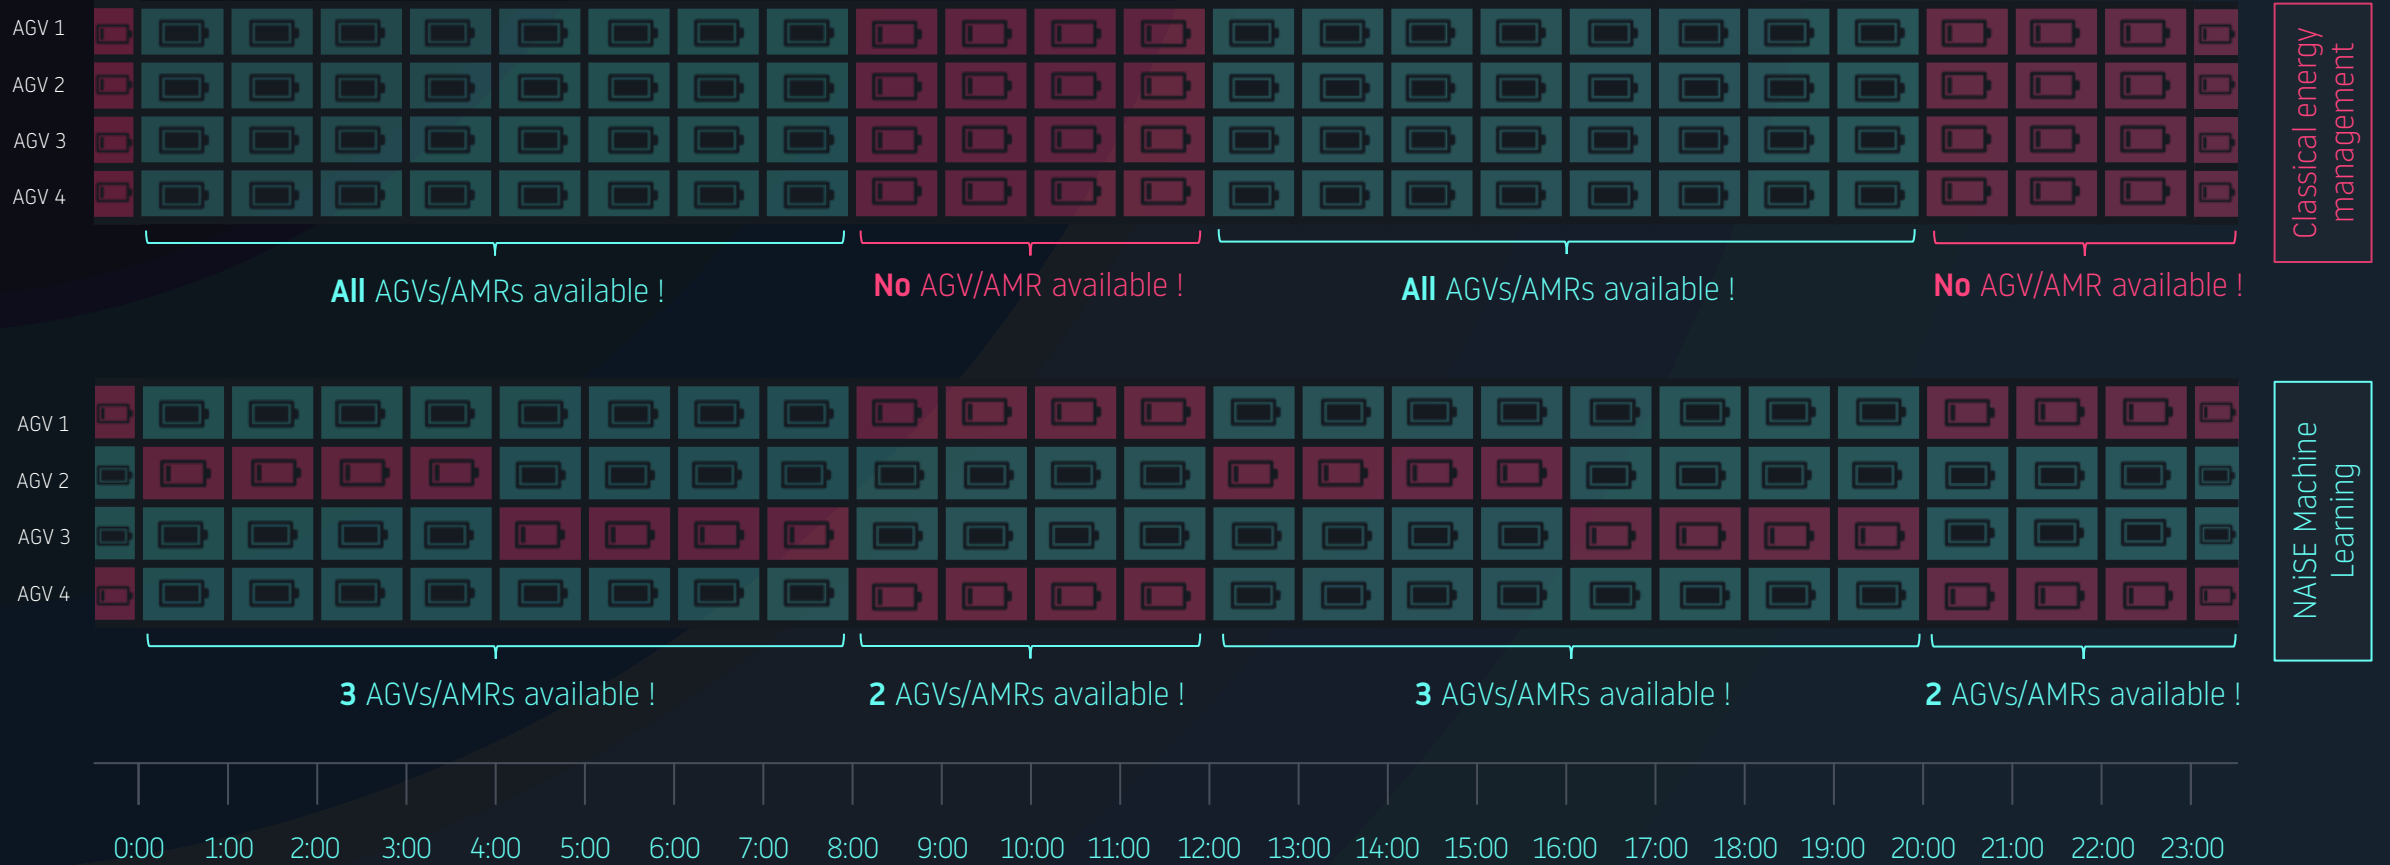 AGV 1
AGV 2
AGV 3
AGV 4
Classical energy
management
All AGVs/AMRs available !
No AGV/AMR available !
All AGVs/AMRs available !
No AGV/AMR available !
AGV 1
AGV 2
AGV 3
AGV 4
NAiSE Machine
Learning
3 AGVs/AMRs available !
2 AGVs/AMRs available !
3 AGVs/AMRs available !
2 AGVs/AMRs available !
0:00 1:00 2:00 3:00 4:00 5:00 6:00 7:00 8:00 9:00 10:00 11:00 12:00 13:00 14:00 15:00 16:00 17:00 18:00 19:00 20:00 21:00 22:00 23:00